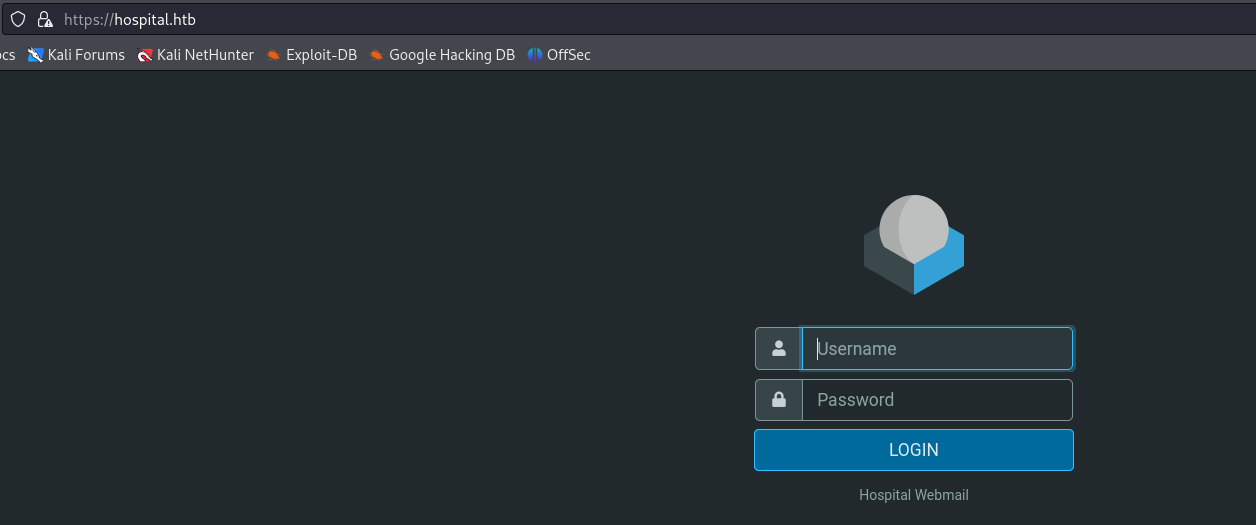 https://hospital.htb
ocs Kali Forums Kali NetHunter Exploit-DB Google Hacking DB OffSec
Username
Password
LOGIN
Hospital Webmail